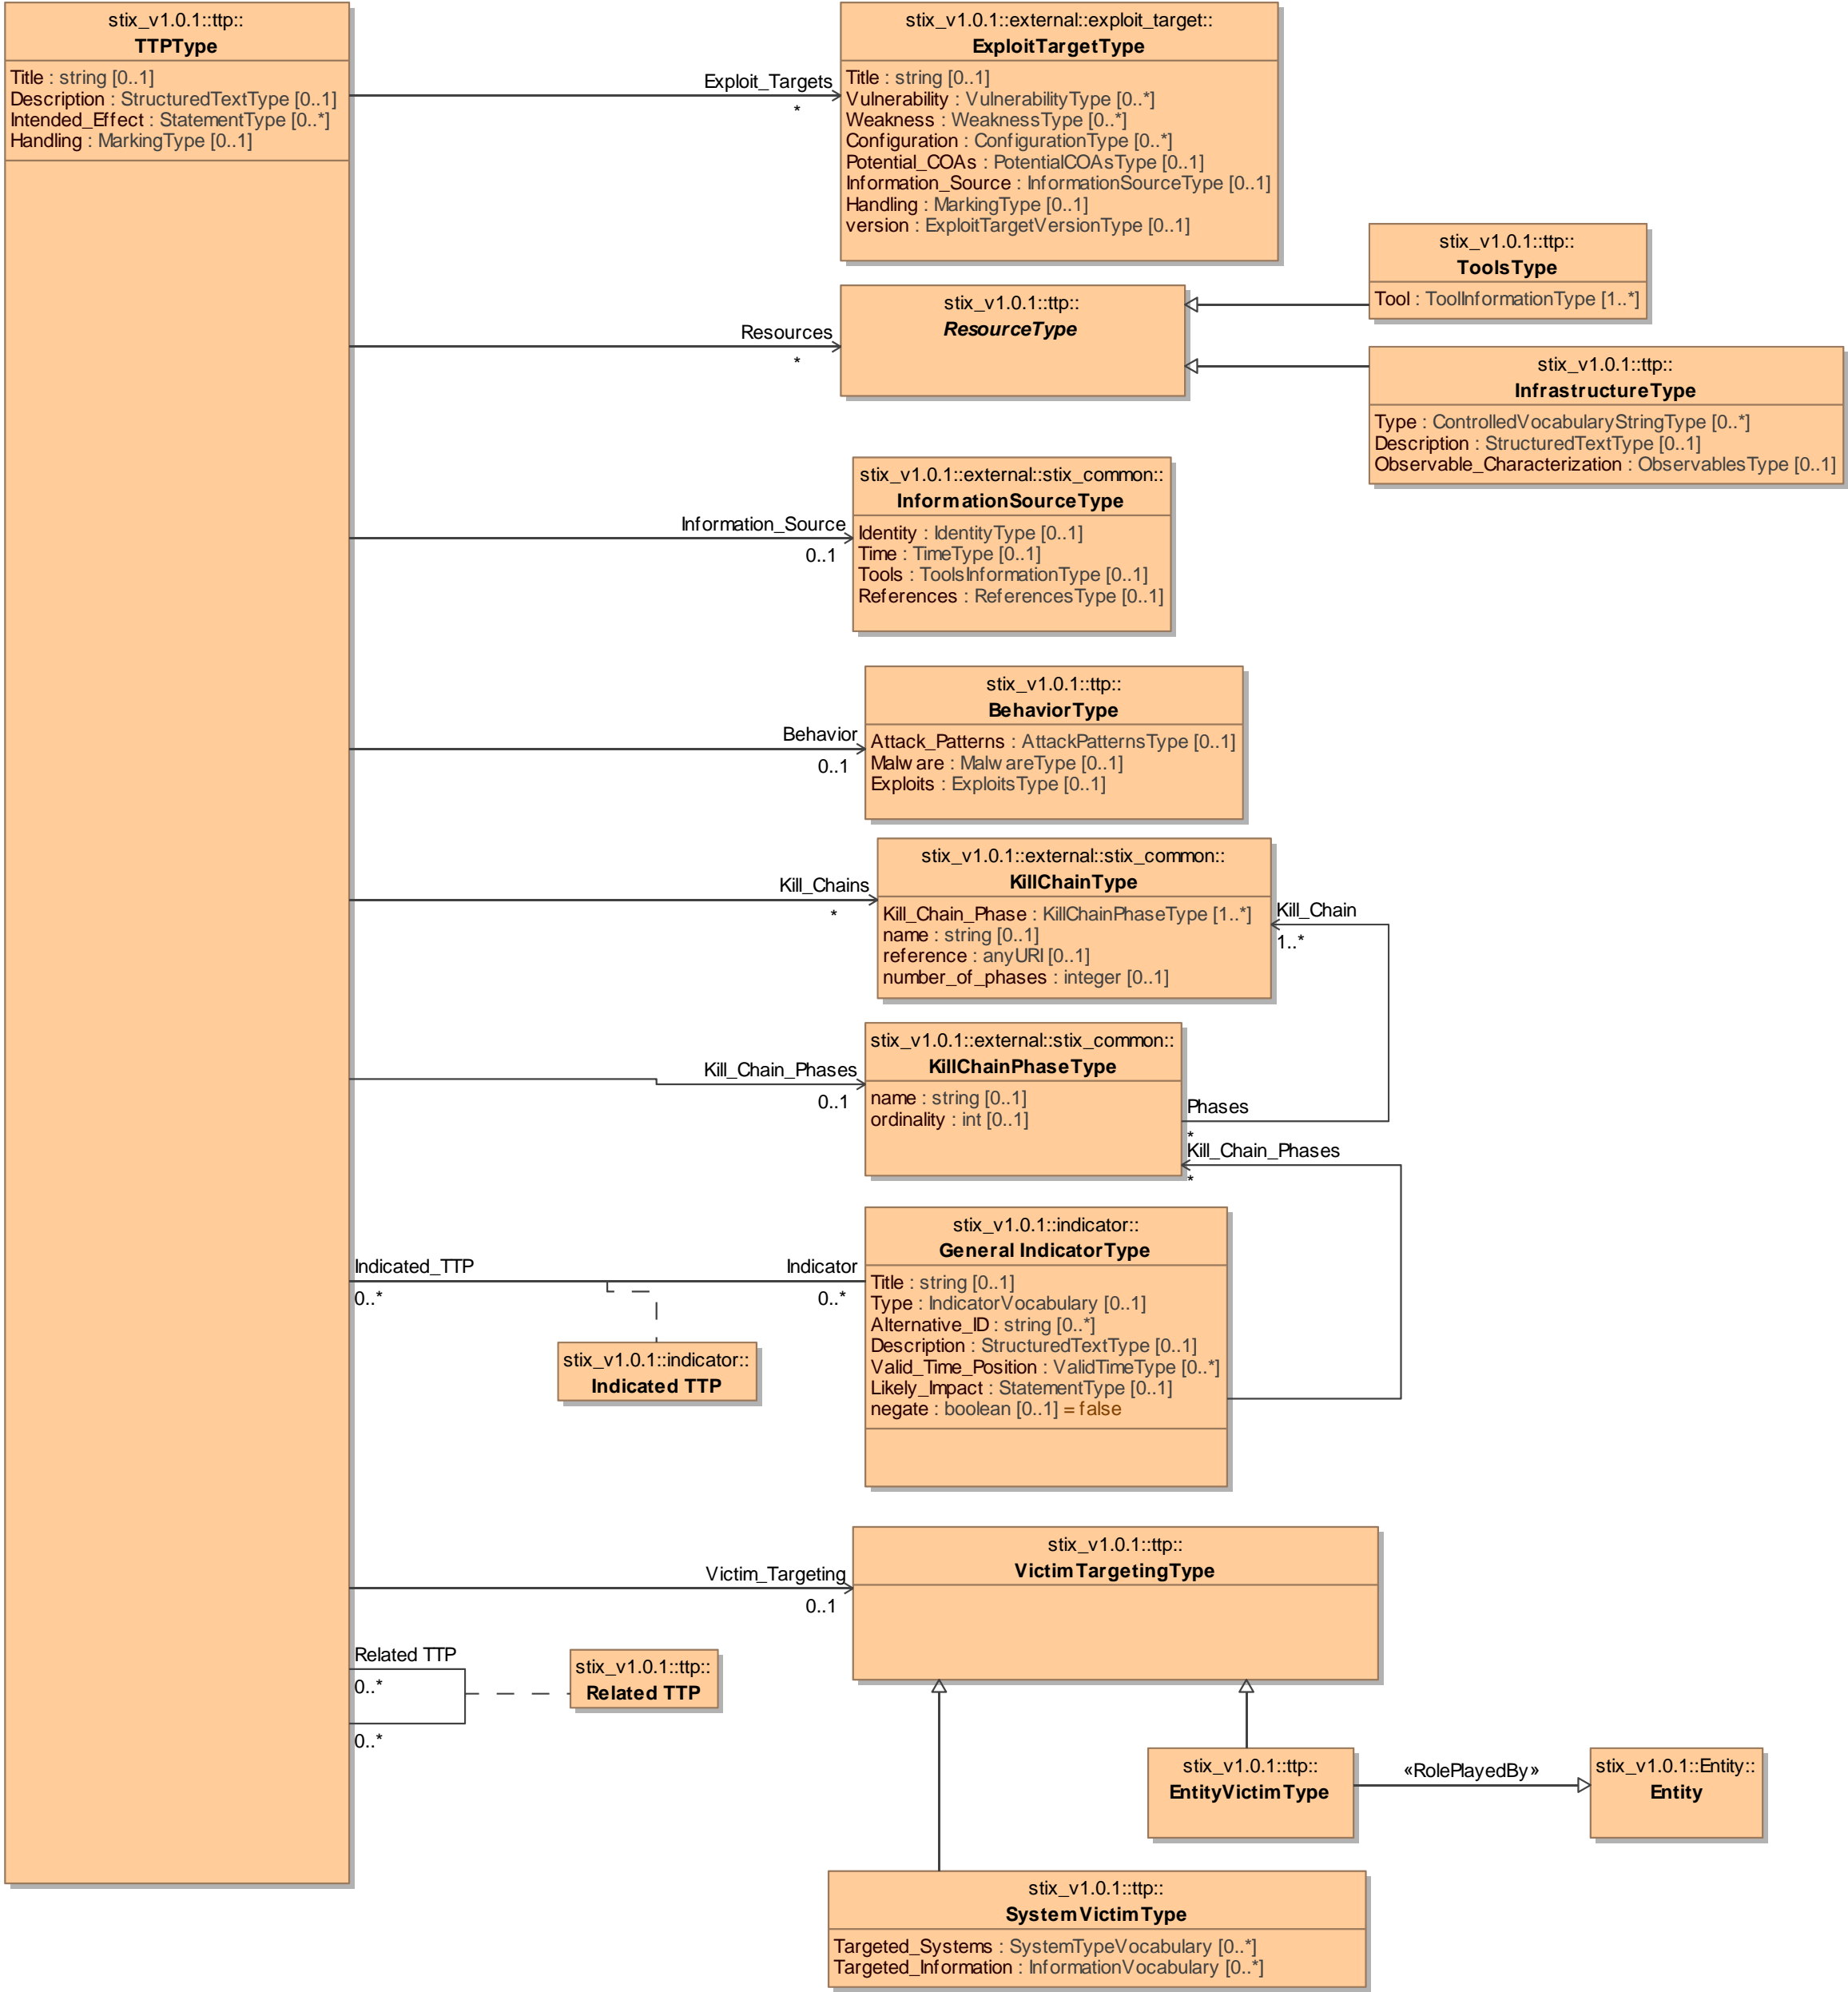 stix_v1.0.1::ttp::
TTPType
Title : string [0..1]
Description : StructuredTextType [0..1]
Intended_Effect : StatementType [0..*]
Handling : MarkingType [0..1]
Exploit_Targets
*
stix_v1.0.1::external::exploit_target::
ExploitTargetType
Title : string [0..1]
Vulnerability : VulnerabilityType [0..*]
Weakness : WeaknessType [0..*]
Configuration : ConfigurationType [0..*]
Potential_COAs : PotentialCOAsType [0..1]
Information_Source : InformationSourceType [0..1]
Handling : MarkingType [0..1]
version : ExploitTargetVersionType [0..1]
stix_v1.0.1::ttp::
ToolsType
Tool : ToolInformationType [1..*]
Resources
*
stix_v1.0.1::ttp::
ResourceType
stix_v1.0.1::ttp::
InfrastructureType
Type : ControlledVocabularyStringType [0..*]
Description : StructuredTextType [0..1]
Observable_Characterization : ObservablesType [0..1]
Information_Source
0..1
stix_v1.0.1::external::stix_common::
InformationSourceType
Identity : IdentityType [0..1]
Time : TimeType [0..1]
Tools : ToolsInformationType [0..1]
References : ReferencesType [0..1]
Behavior
0..1
stix_v1.0.1::ttp::
BehaviorType
Attack_Patterns : AttackPatternsType [0..1]
Malware : MalwareType [0..1]
Exploits : ExploitsType [0..1]
Kill_Chains
*
stix_v1.0.1::external::stix_common::
KillChainType
Kill_Chain_Phase : KillChainPhaseType [1..*]
name : string [0..1]
reference : anyURI [0..1]
number_of_phases : integer [0..1]
Kill_Chain
1..*
Kill_Chain_Phases
0..1
stix_v1.0.1::external::stix_common::
KillChainPhaseType
name : string [0..1]
ordinality : int [0..1]
Phases
*
Kill_Chain_Phases
*
Indicated_TTP
0..*
Indicator
0..*
stix_v1.0.1::indicator::
Indicated TTP
stix_v1.0.1::indicator::
General IndicatorType
Title : string [0..1]
Type : IndicatorVocabulary [0..1]
Alternative_ID : string [0..*]
Description : StructuredTextType [0..1]
Valid_Time_Position : ValidTimeType [0..*]
Likely_Impact : StatementType [0..1]
negate : boolean [0..1] = false
Victim_Targeting
0..1
stix_v1.0.1::ttp::
VictimTargetingType
Related TTP
0..*
0..*
stix_v1.0.1::ttp::
Related TTP
stix_v1.0.1::ttp::
EntityVictimType
«RolePlayedBy»
stix_v1.0.1::Entity::
Entity
stix_v1.0.1::ttp::
SystemVictimType
Targeted_Systems : SystemTypeVocabulary [0..*]
Targeted_Information : InformationVocabulary [0..*]